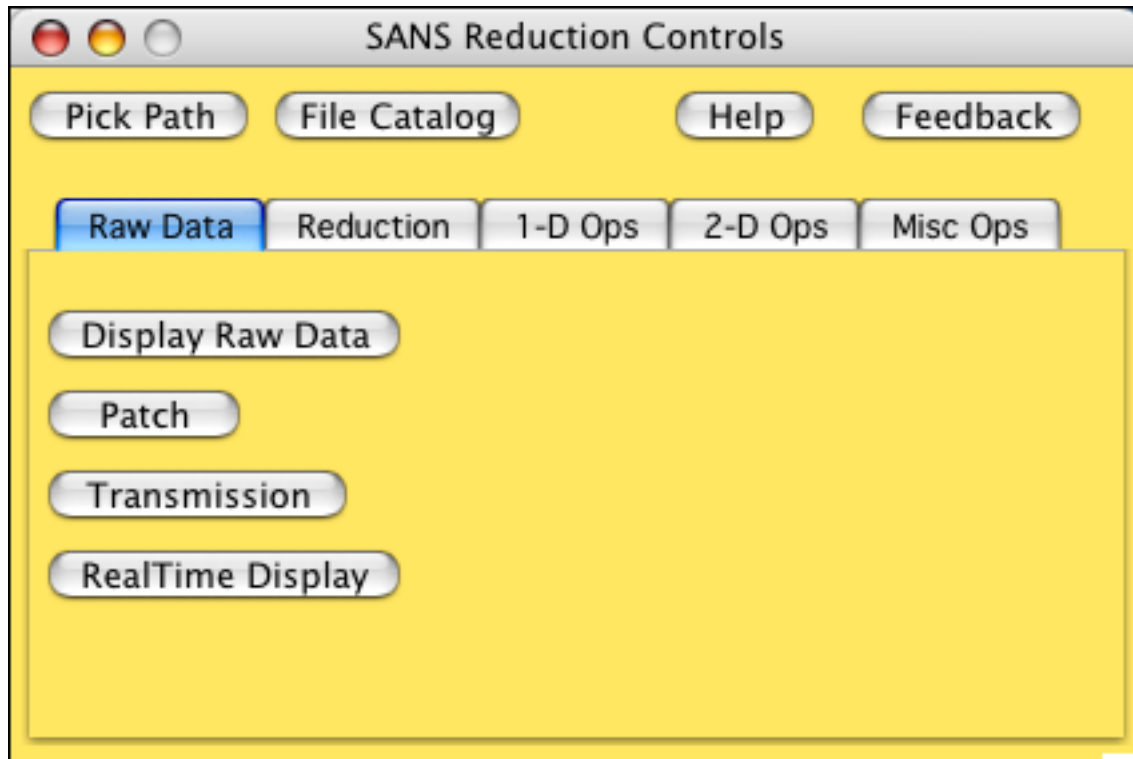 SANS Reduction Controls
Pick Path File Catalog Help Feedback
Raw Data Reduction 1-D Ops 2-D Ops Misc Ops
Display Raw Data
Patch
Transmission
RealTime Display